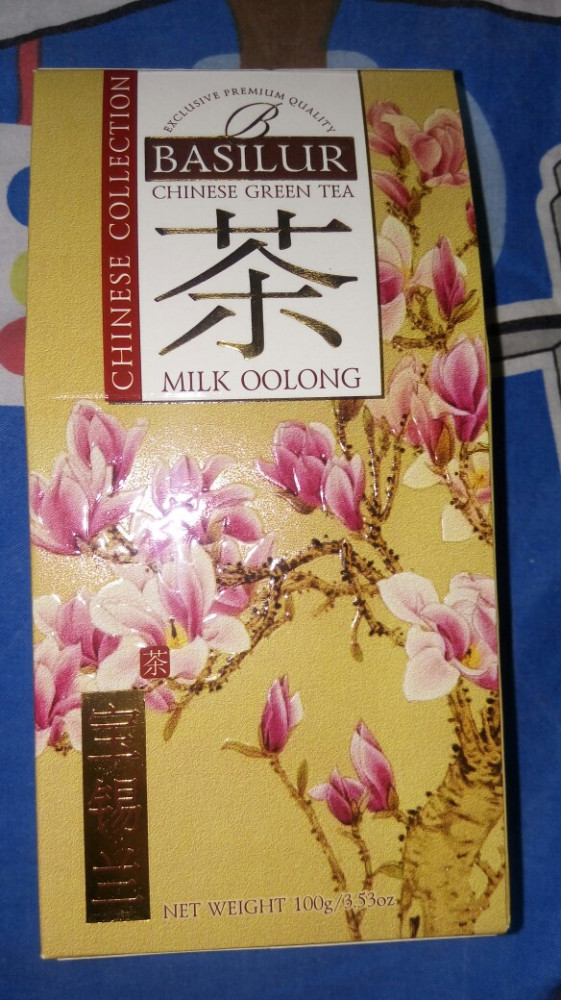 EXCLUSIVE PREMIUM QUALITY
B
BASILUR
CHINESE GREEN TEA
茶
MILK OOLONG
CHINESE COLLECTION
茶
NET WEIGHT 100g/3.53oz